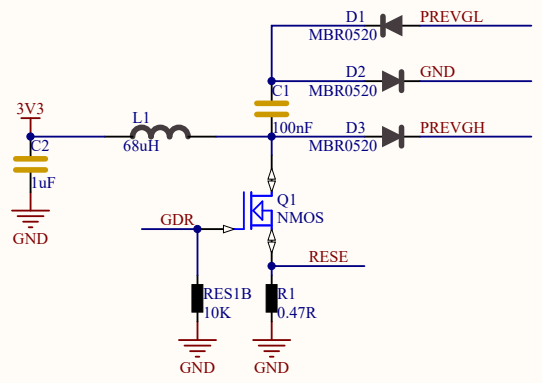 D1 PREVGL
MBR0520
D2 GND
C1 MBR0520
3V3
L1 100nF D3 PREVGH
C2 68uH MBR0520
1uF
Q1
GND GDR NMOS
RESE
RES1B R1
10K 0.47R
GND GND